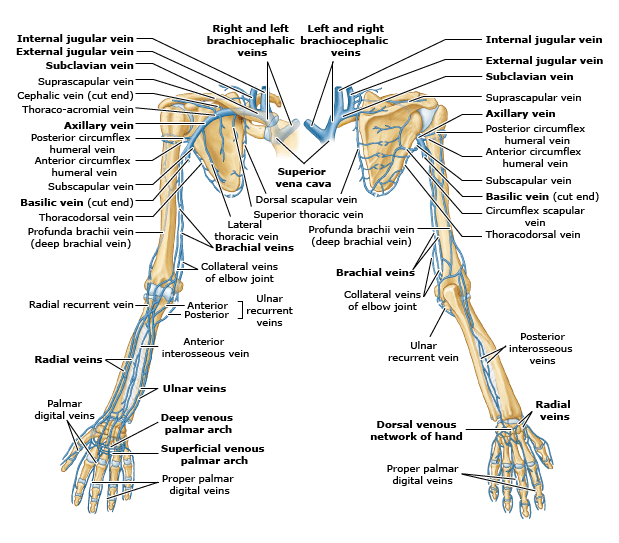 Right and left
brachiocephalic
veins
Left and right
brachiocephalic
veins
Internal jugular vein
External jugular vein
Subclavian vein
Suprascapular vein
Cephalic vein (cut end)
Thoraco-acromial vein
Axillary vein
Posterior circumflex
humeral vein
Anterior circumflex
humeral vein
Subscapular vein
Basilic vein (cut end)
Thoracodorsal vein
Profunda brachii vein
(deep brachial vein)
Superior
vena cava
Dorsal scapular vein
Superior thoracic vein
Lateral
thoracic vein
Brachial veins
Collateral veins
of elbow joint
Radial recurrent vein
Anterior
Posterior
Ulnar
recurrent
veins
Anterior
interosseous vein
Radial veins
Ulnar veins
Palmar
digital veins
Deep venous
palmar arch
Superficial venous
palmar arch
Proper palmar
digital veins
Internal jugular vein
External jugular vein
Subclavian vein
Suprascapular vein
Axillary vein
Posterior circumflex
humeral vein
Anterior circumflex
humeral vein
Subscapular vein
Basilic vein (cut end)
Circumflex scapular
vein
Thoracodorsal vein
Profunda brachii vein
(deep brachial vein)
Brachial veins
Collateral veins
of elbow joint
Ulnar
recurrent vein
Posterior
interosseous
veins
Radial
veins
Dorsal venous
network of hand
Proper palmar
digital veins